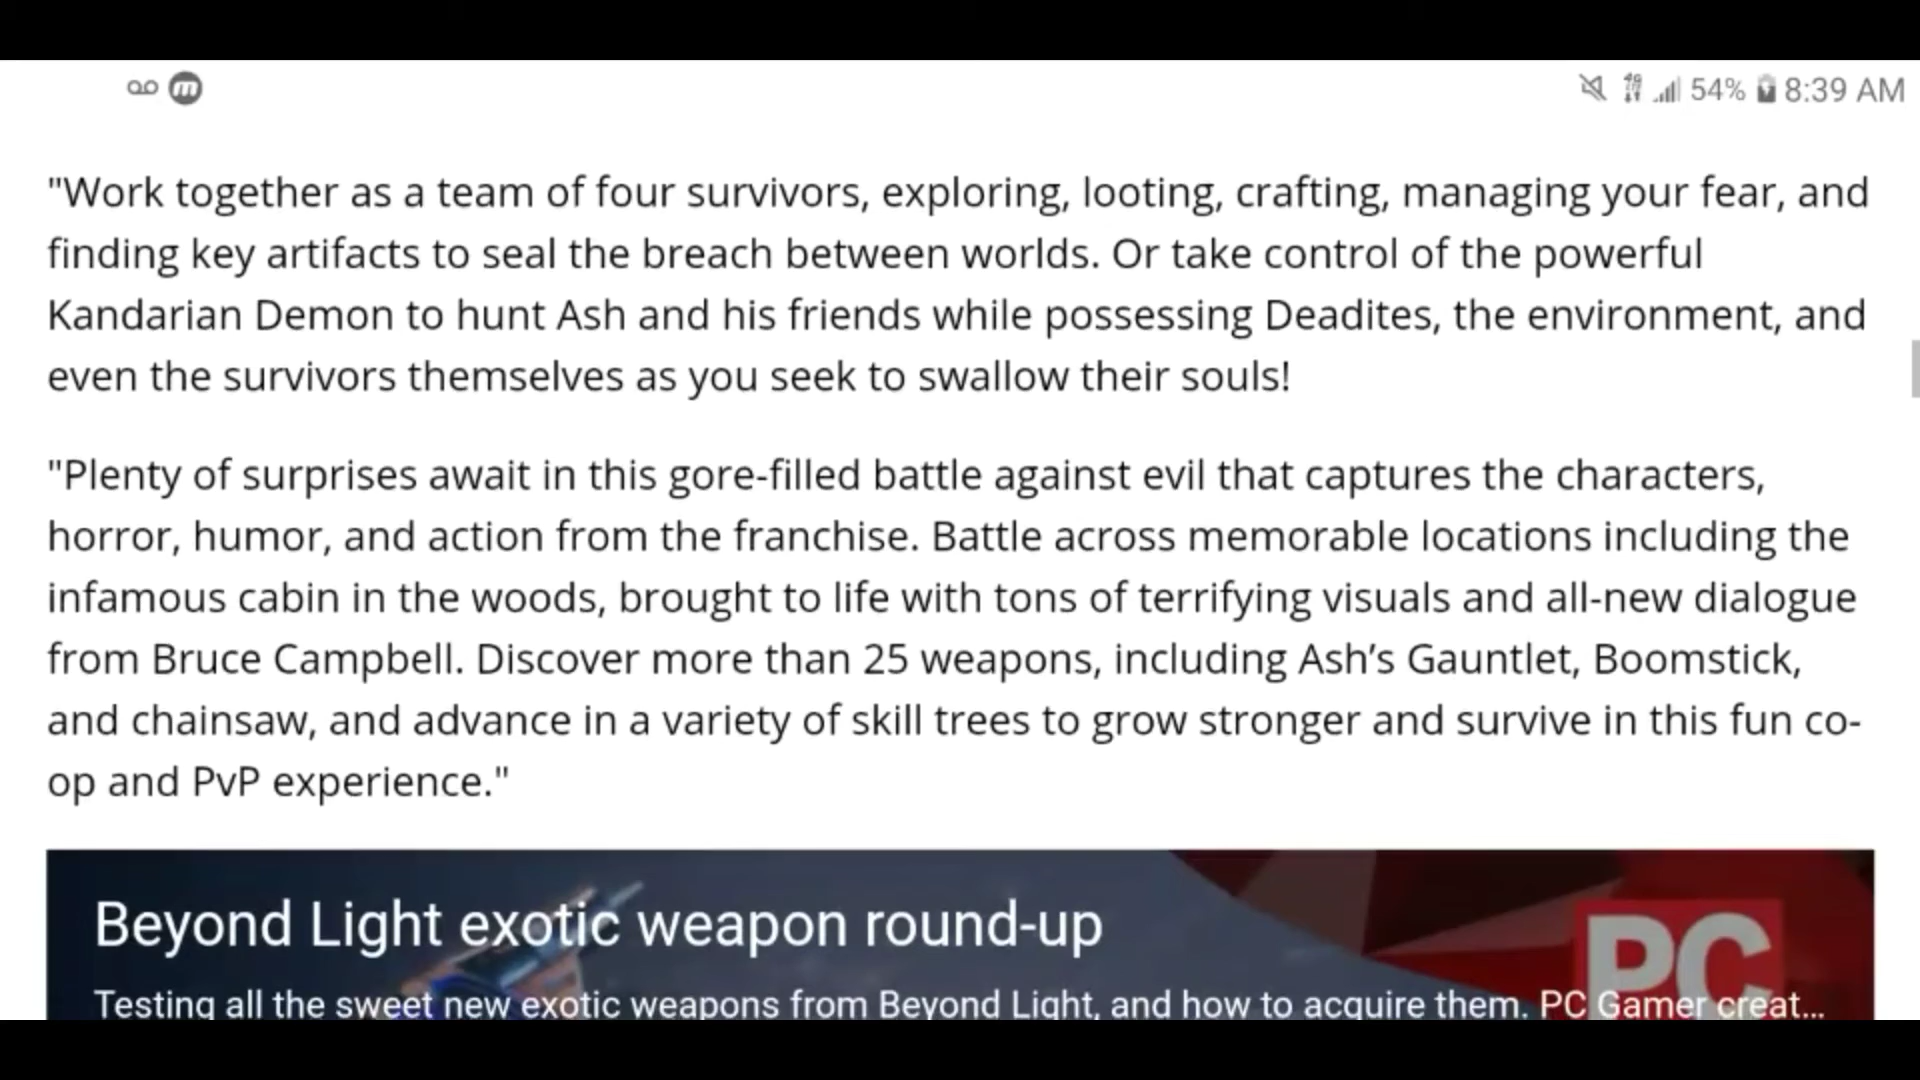 54% 8:39 AM
"Work together as a team of four survivors, exploring, looting, crafting, managing your fear, and
finding key artifacts to seal the breach between worlds. Or take control of the powerful
Kandarian Demon to hunt Ash and his friends while possessing Deadites, the environment, and
even the survivors themselves as you seek to swallow their souls!
"Plenty of surprises await in this gore-filled battle against evil that captures the characters,
horror, humor, and action from the franchise. Battle across memorable locations including the
infamous cabin in the woods, brought to life with tons of terrifying visuals and all-new dialogue
from Bruce Campbell. Discover more than 25 weapons, including Ash’s Gauntlet, Boomstick,
and chainsaw, and advance in a variety of skill trees to grow stronger and survive in this fun co-
op and PvP experience."
Beyond Light exotic weapon round-up
PC
Testing all the sweet new exotic weapons from Beyond Light, and how to acquire them. PC Gamer creat...